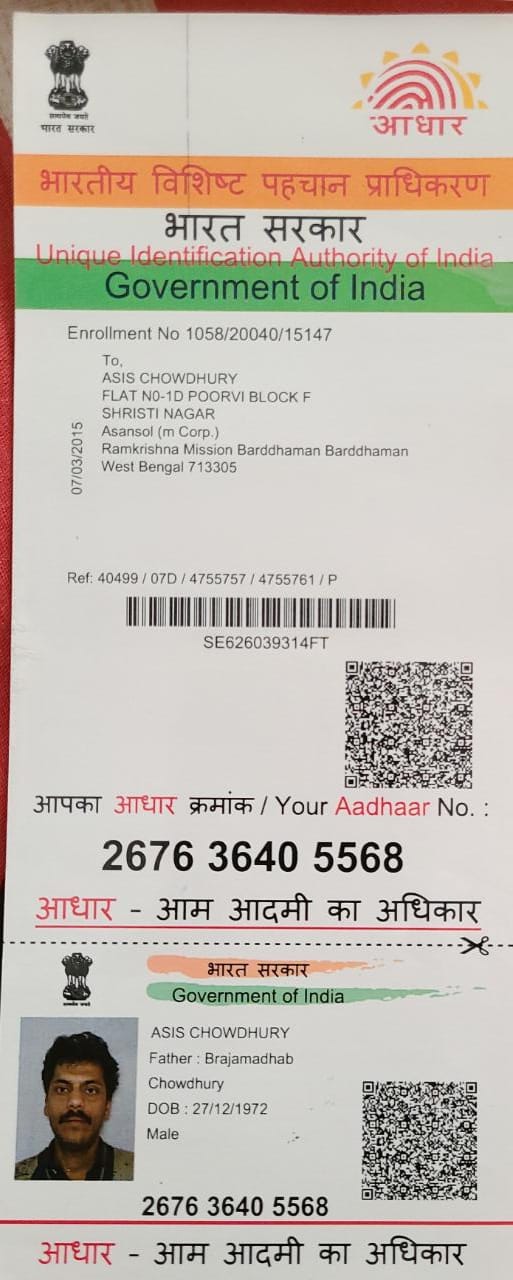 सत्यमेव जयते
भारत सरकार
आधार
भारतीय विशिष्ट पहचान प्राधिकरण
भारत सरकार
Unique Identification Authority of India
Government of India
Enrollment No 1058/20040/15147
To,
ASIS CHOWDHURY
FLAT N0-1D POORVI BLOCK F
SHRISTI NAGAR
Asansol (m Corp.)
Ramkrishna Mission Barddhaman Barddhaman
West Bengal 713305
07/03/2015
Ref: 40499 / 07D / 4755757 / 4755761 / P
SE626039314FT
आपका आधार क्रमांक / Your Aadhaar No. :
2676 3640 5568
आधार - आम आदमी का अधिकार
भारत सरकार
Government of India
ASIS CHOWDHURY
Father : Brajamadhab
Chowdhury
DOB : 27/12/1972
Male
2676 3640 5568
आधार - आम आदमी का अधिकार